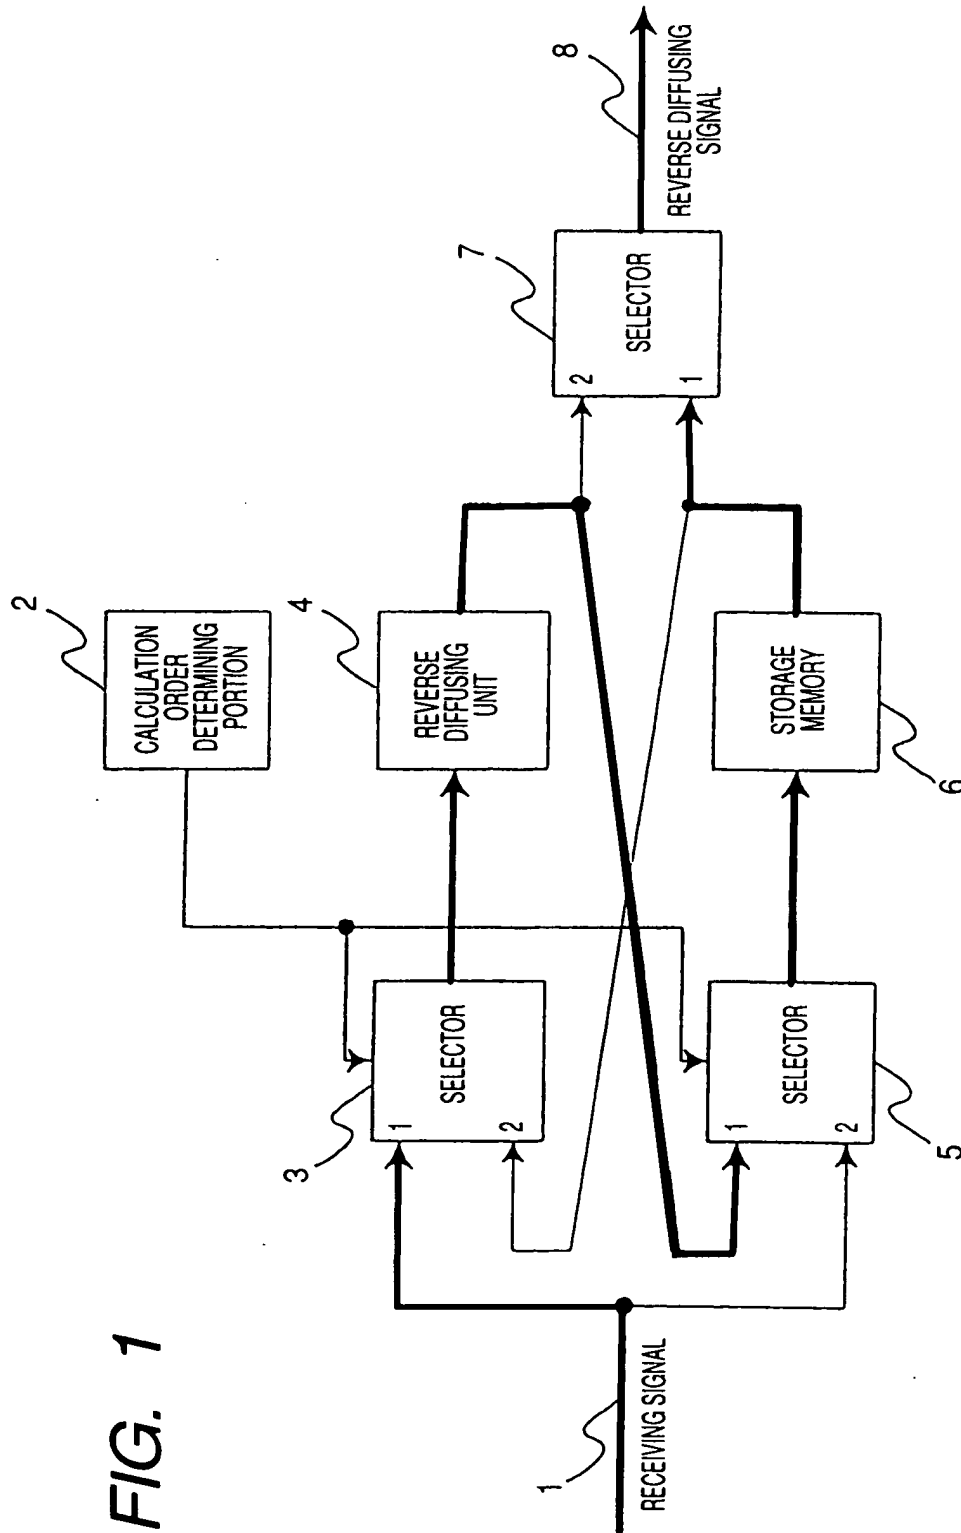 FIG. 1
1
RECEIVING SIGNAL
2
CALCULATION
ORDER
DETERMINING
PORTION
3
1
2
SELECTOR
4
REVERSE
DIFFUSING
UNIT
5
1
2
SELECTOR
6
STORAGE
MEMORY
7
2
1
SELECTOR
8
REVERSE DIFFUSING
SIGNAL